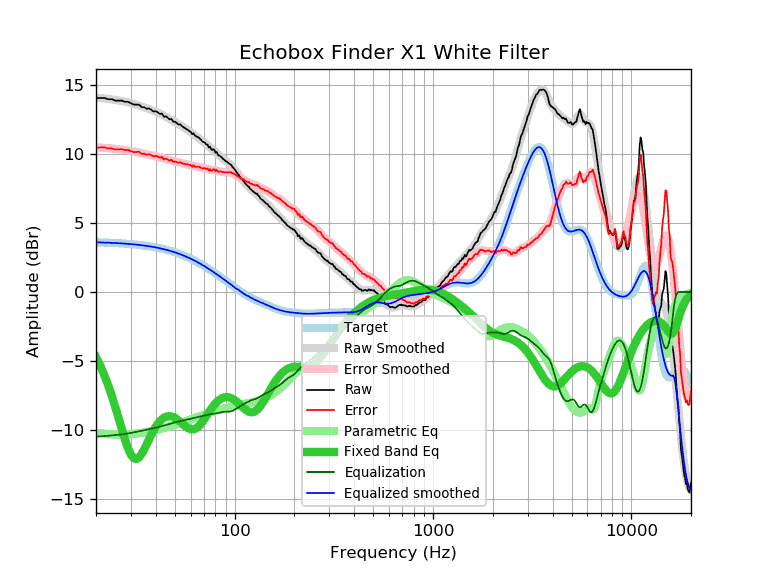 Echobox Finder X1 White Filter
Amplitude (dBr)
15
10
5
0
−5
−10
−15
Target
Raw Smoothed
Error Smoothed
Raw
Error
Parametric Eq
Fixed Band Eq
Equalization
Equalized smoothed
100
1000
10000
Frequency (Hz)